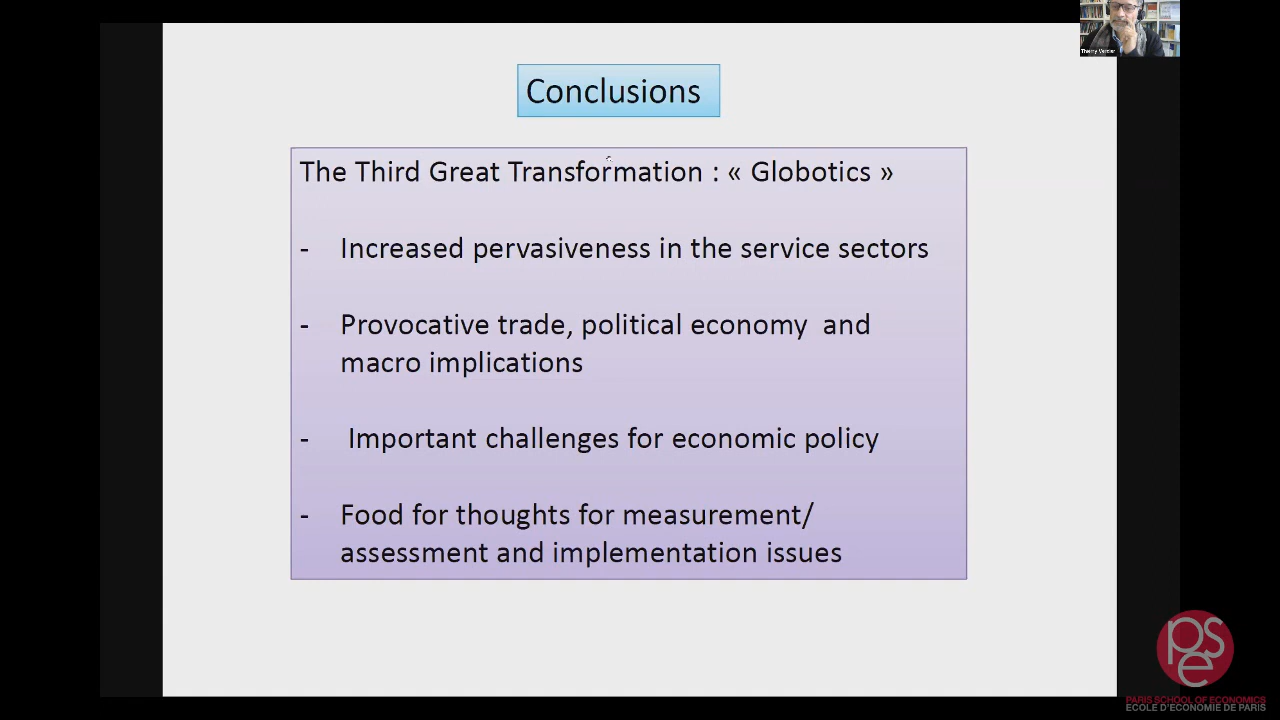 Thierry Verdier
Conclusions
The Third Great Transformation : « Globotics »
- Increased pervasiveness in the service sectors
- Provocative trade, political economy and
macro implications
- Important challenges for economic policy
- Food for thoughts for measurement/
assessment and implementation issues
pse
PARIS SCHOOL OF ECONOMICS
ECOLE D'ECONOMIE DE PARIS